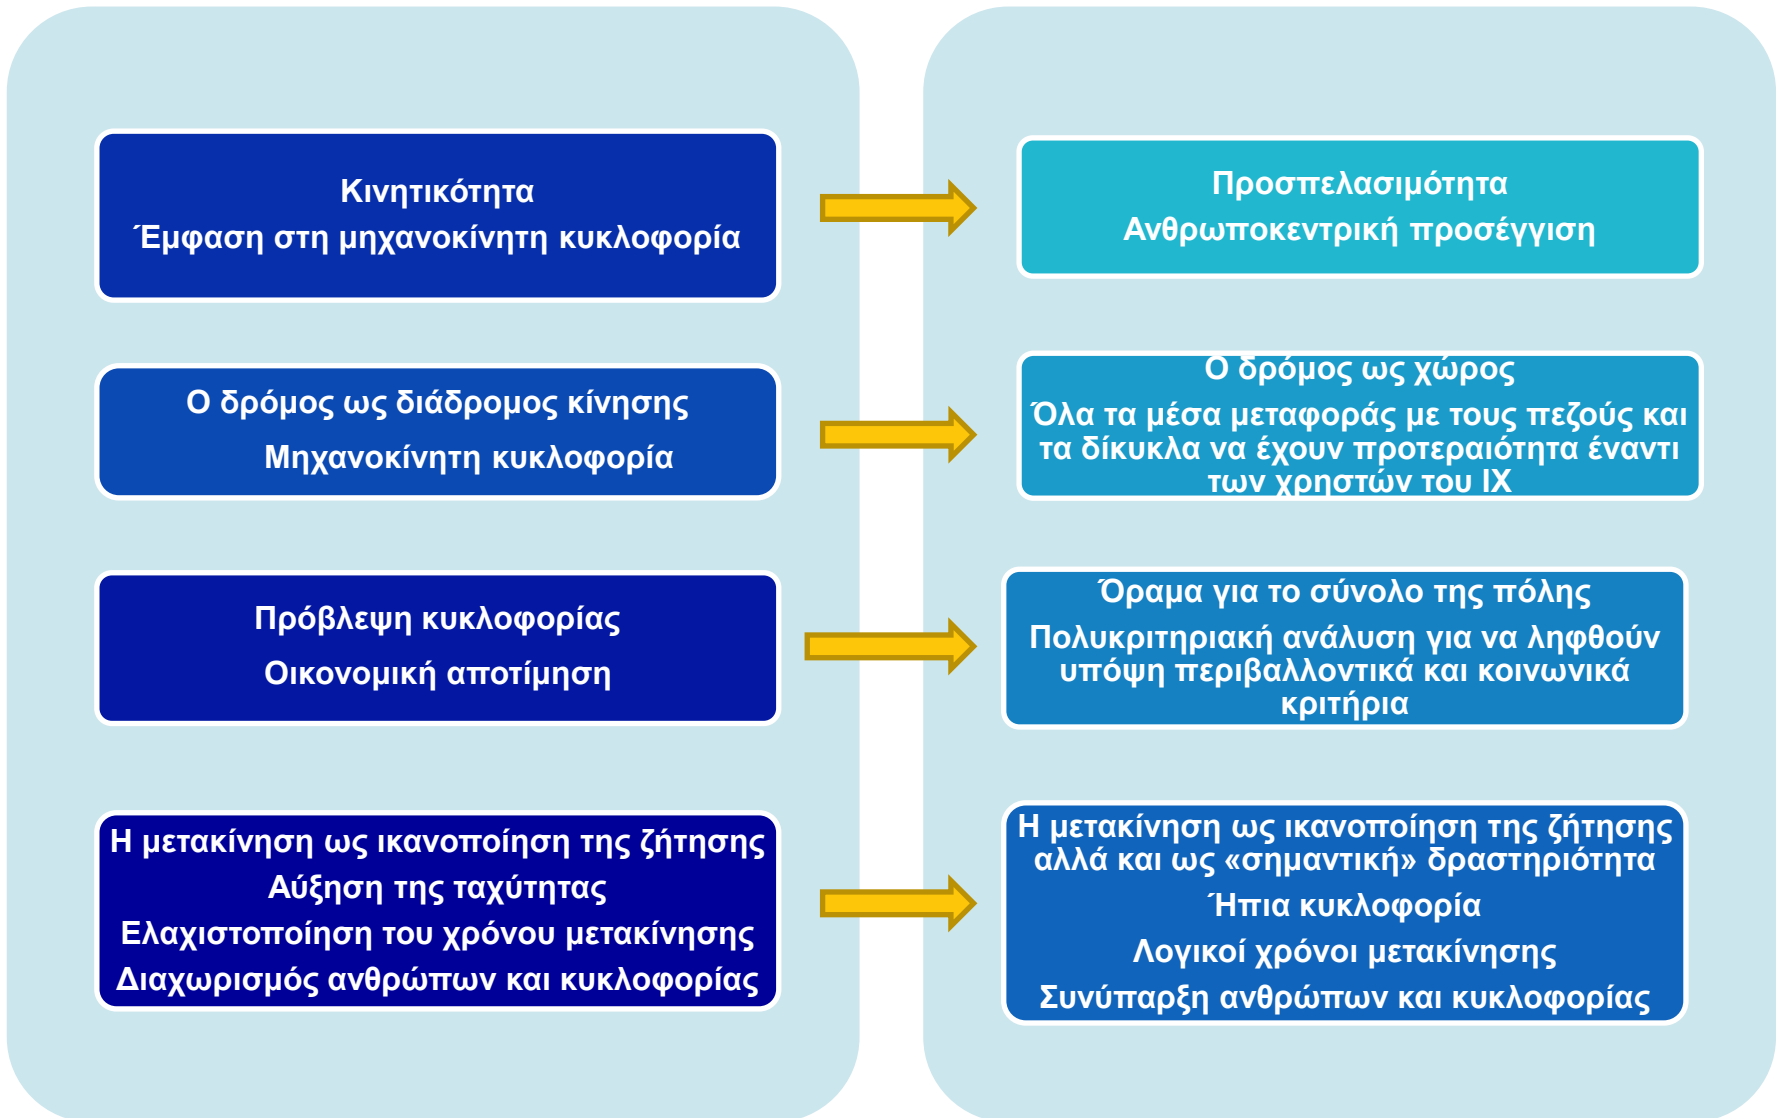 Κινητικότητα
Έμφαση στη μηχανοκίνητη κυκλοφορία
Προσπελασιμότητα
Ανθρωποκεντρική προσέγγιση
Ο δρόμος ως διάδρομος κίνησης
Μηχανοκίνητη κυκλοφορία
Ο δρόμος ως χώρος
Όλα τα μέσα μεταφοράς με τους πεζούς και
τα δίκυκλα να έχουν προτεραιότητα έναντι
των χρηστών του ΙΧ
Πρόβλεψη κυκλοφορίας
Οικονομική αποτίμηση
Όραμα για το σύνολο της πόλης
Πολυκριτηριακή ανάλυση για να ληφθούν
υπόψη περιβαλλοντικά και κοινωνικά
κριτήρια
Η μετακίνηση ως ικανοποίηση της ζήτησης
Αύξηση της ταχύτητας
Ελαχιστοποίηση του χρόνου μετακίνησης
Διαχωρισμός ανθρώπων και κυκλοφορίας
Η μετακίνηση ως ικανοποίηση της ζήτησης
αλλά και ως «σημαντική» δραστηριότητα
Ήπια κυκλοφορία
Λογικοί χρόνοι μετακίνησης
Συνύπαρξη ανθρώπων και κυκλοφορίας